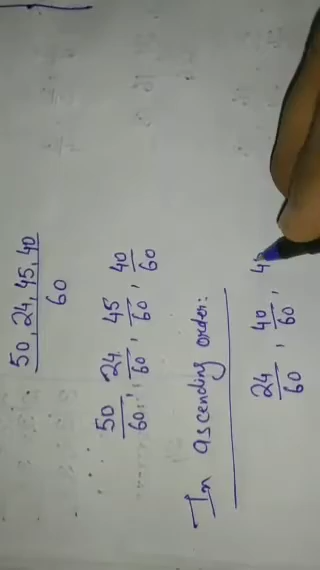 50, 24, 45, 40
60
50/60, 24/60, 45/60, 40/60
In ascending order:
24/60, 40/60, 4